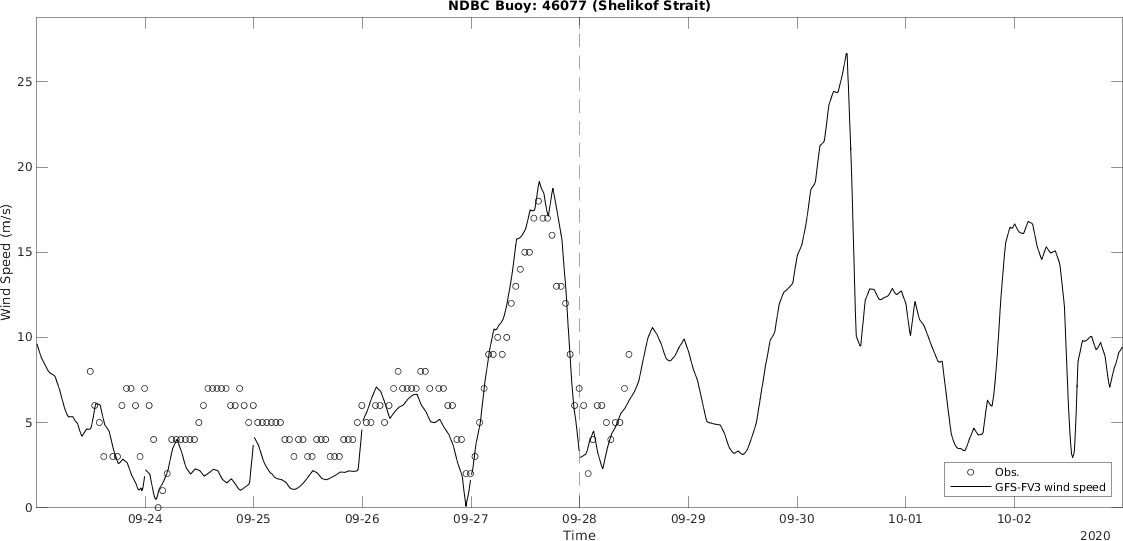 NDBC Buoy: 46077 (Shelikof Strait)
Wind Speed (m/s)
25
20
15
10
5
0
Obs.
GFS-FV3 wind speed
09-24 09-25 09-26 09-27 09-28 09-29 09-30 10-01 10-02
Time
2020